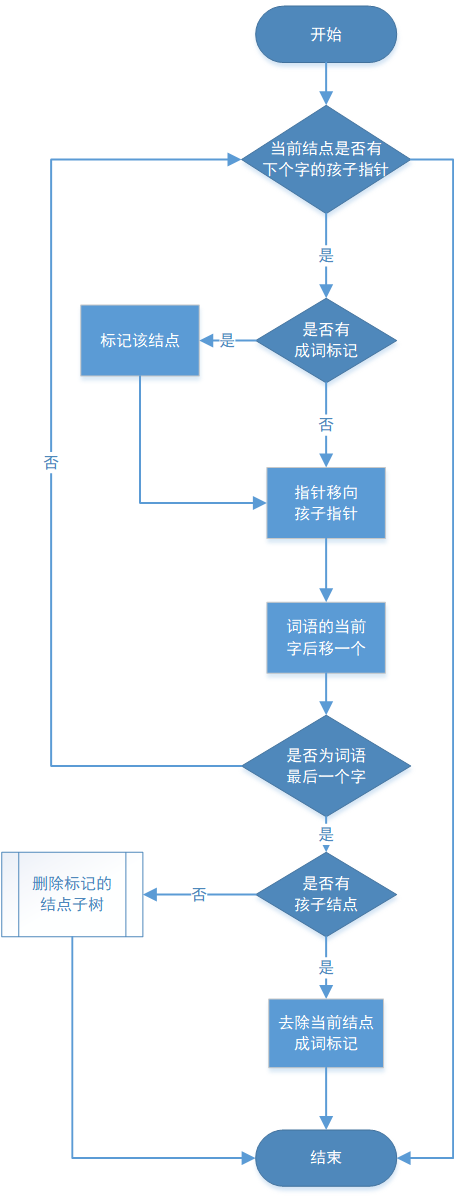 开始
当前结点是否有
下个字的孩子指针
是
是否有
成词标记
是
标记该结点
否
否
指针移向
孩子指针
词语的当前
字后移一个
是否为词语
最后一个字
是
是否有
孩子结点
否
删除标记的
结点子树
是
去除当前结点
成词标记
结束